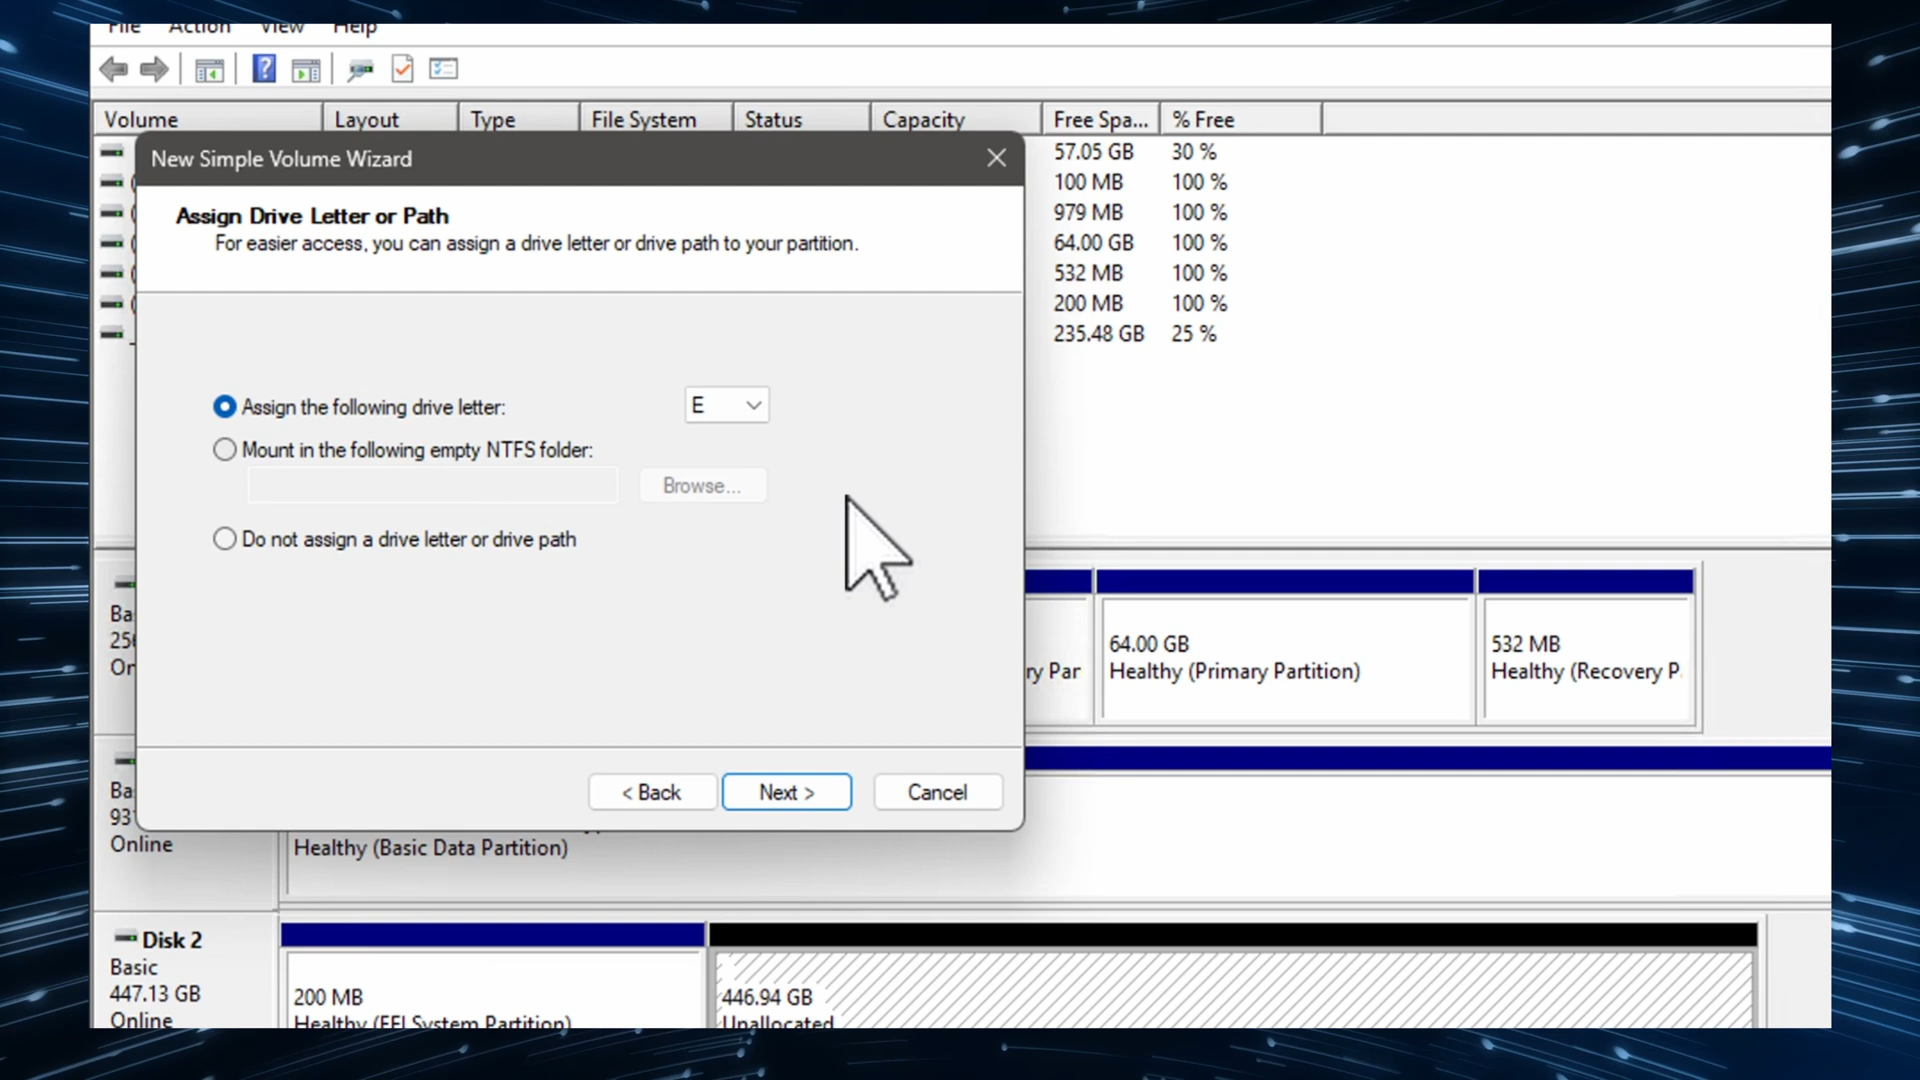 File Action View Help
Volume Layout Type File System Status Capacity Free Spa... % Free
57.05 GB 30 %
100 MB 100 %
979 MB 100 %
64.00 GB 100 %
532 MB 100 %
200 MB 100 %
235.48 GB 25 %
New Simple Volume Wizard
Assign Drive Letter or Path
For easier access, you can assign a drive letter or drive path to your partition.
Assign the following drive letter: E
Mount in the following empty NTFS folder:
Browse...
Do not assign a drive letter or drive path
< Back Next > Cancel
Ba
25
Or
ry Par
64.00 GB
Healthy (Primary Partition)
532 MB
Healthy (Recovery P
Ba
93
Online
Healthy (Basic Data Partition)
Disk 2
Basic
447.13 GB
Online
200 MB
Healthy (EFI System Partition)
446.94 GB
Unallocated